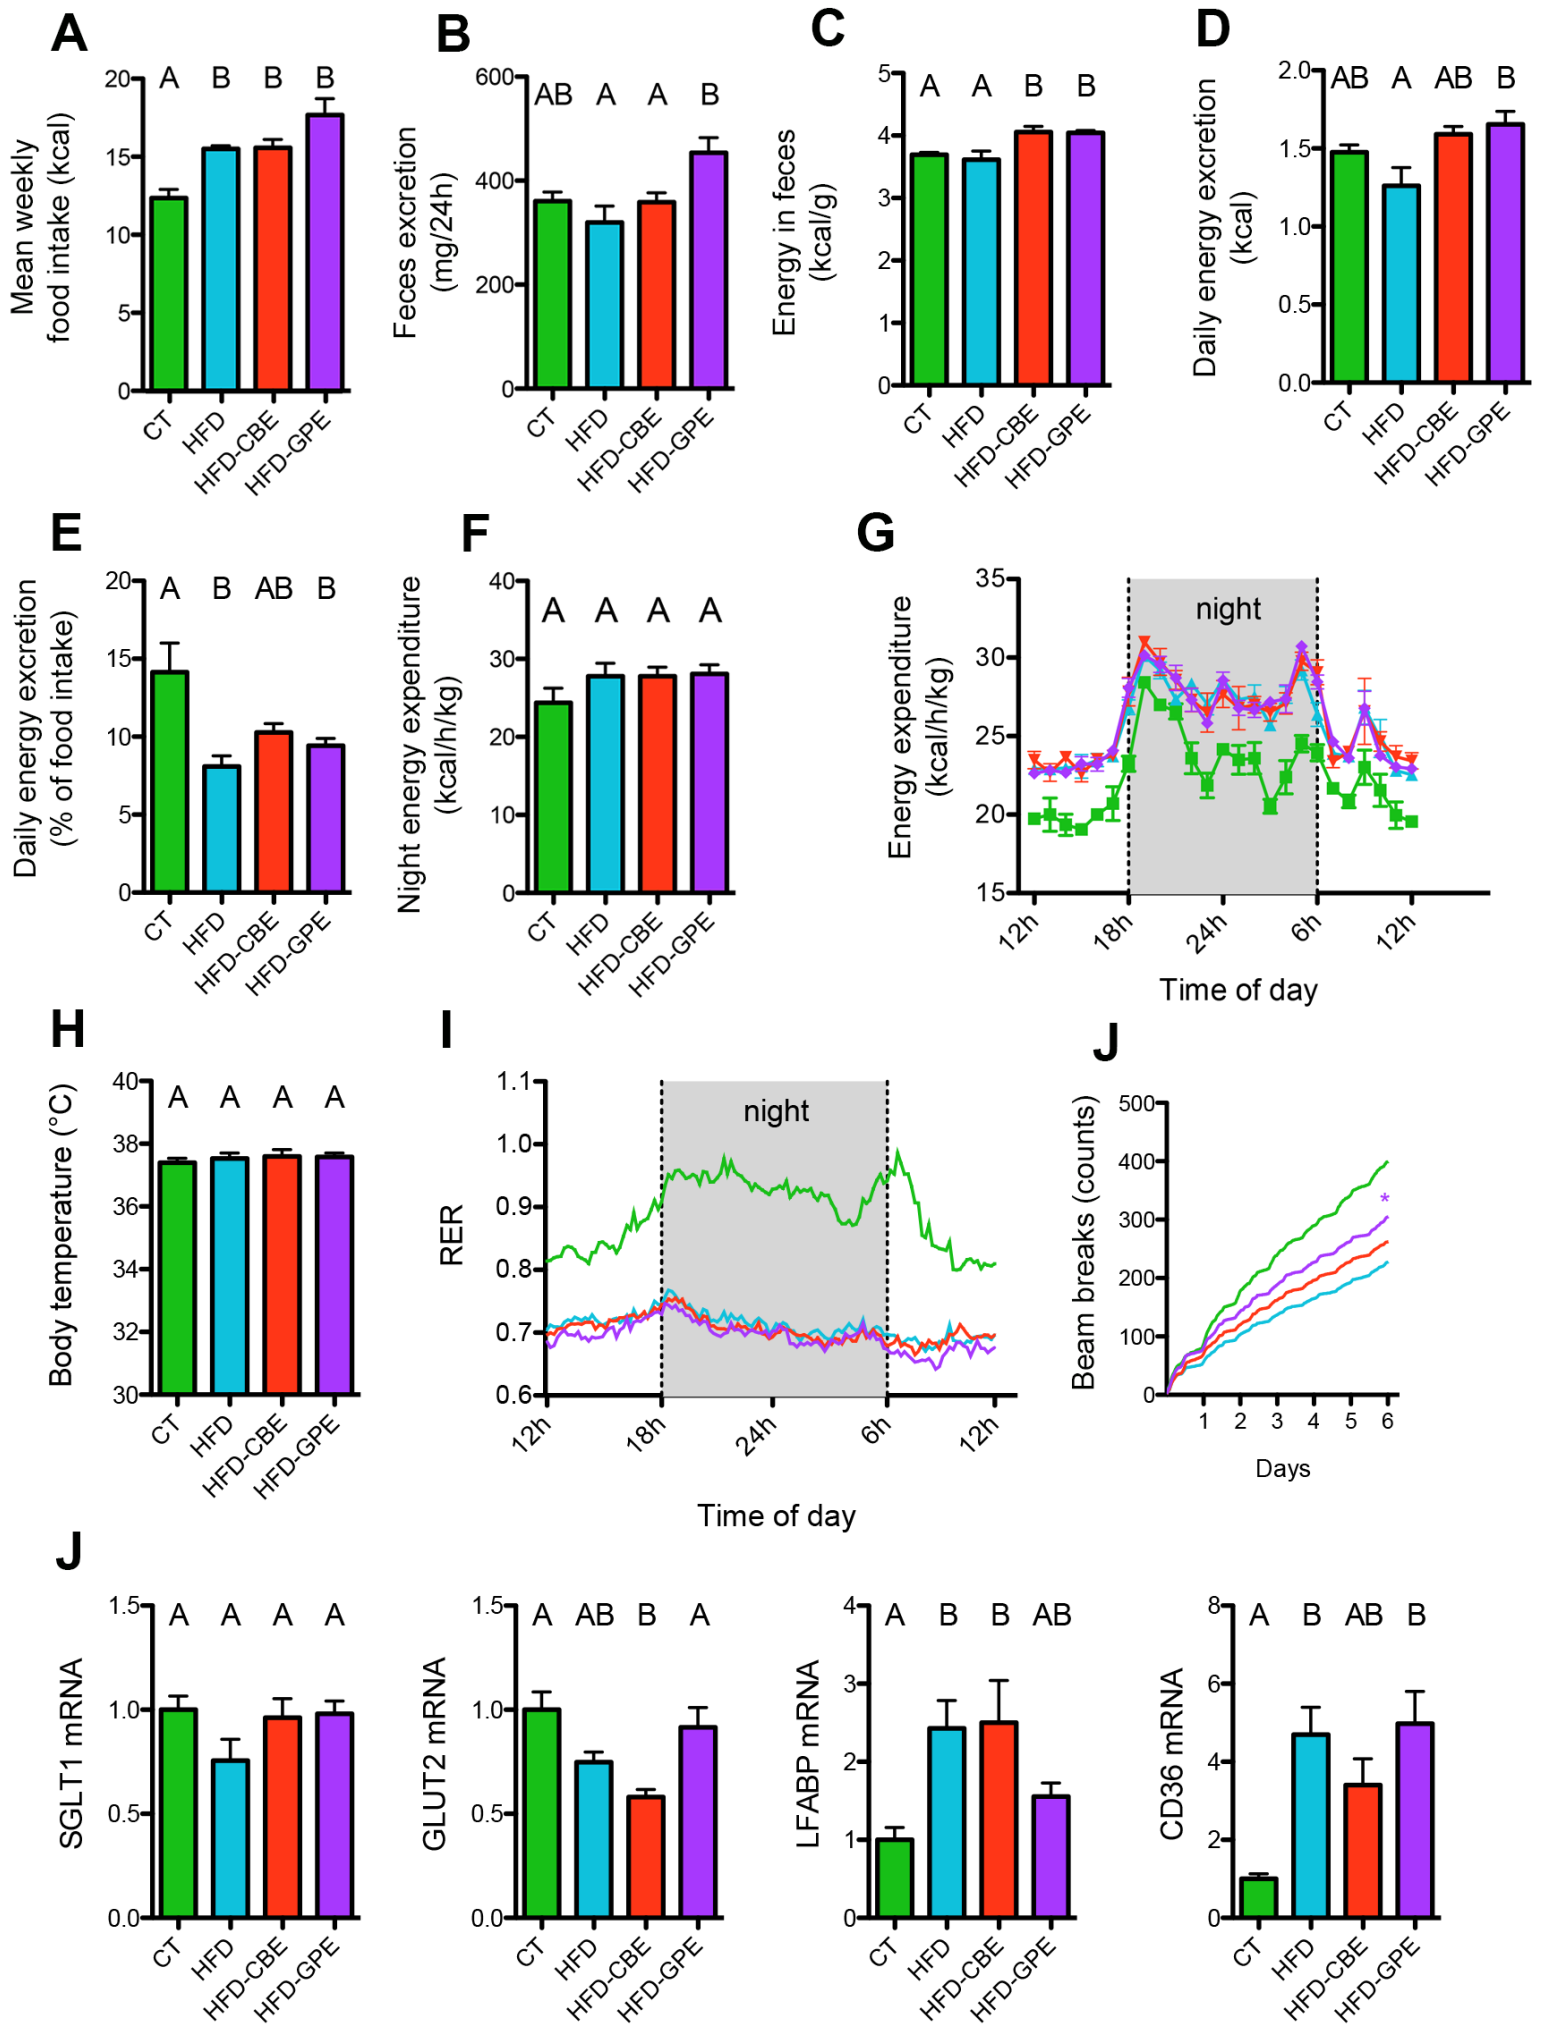 A
Mean weekly
food intake (kcal)
20
15
10
5
0
A B B B
CT
HFD
HFD-CBE
HFD-GPE
B
Feces excretion
(mg/24h)
600
400
200
0
AB A A B
CT
HFD
HFD-CBE
HFD-GPE
C
Energy in feces
(kcal/g)
5
4
3
2
1
0
A A B B
CT
HFD
HFD-CBE
HFD-GPE
D
Daily energy excretion
(kcal)
2.0
1.5
1.0
0.5
0.0
AB A AB B
CT
HFD
HFD-CBE
HFD-GPE
E
Daily energy excretion
(% of food intake)
20
15
10
5
0
A B AB B
CT
HFD
HFD-CBE
HFD-GPE
F
Night energy expenditure
(kcal/h/kg)
40
30
20
10
0
A A A A
CT
HFD
HFD-CBE
HFD-GPE
G
Energy expenditure
(kcal/h/kg)
35
30
25
20
15
night
12h 18h 24h 6h 12h
Time of day
H
Body temperature (°C)
40
38
36
34
32
30
A A A A
CT
HFD
HFD-CBE
HFD-GPE
I
RER
1.1
1.0
0.9
0.8
0.7
0.6
night
12h 18h 24h 6h 12h
Time of day
J
Beam breaks (counts)
500
400
300
200
100
0
*
1 2 3 4 5 6
Days
J
SGLT1 mRNA
1.5
1.0
0.5
0.0
A A A A
CT
HFD
HFD-CBE
HFD-GPE
GLUT2 mRNA
1.5
1.0
0.5
0.0
A AB B A
CT
HFD
HFD-CBE
HFD-GPE
LFABP mRNA
4
3
2
1
0
A B B AB
CT
HFD
HFD-CBE
HFD-GPE
CD36 mRNA
8
6
4
2
0
A B AB B
CT
HFD
HFD-CBE
HFD-GPE